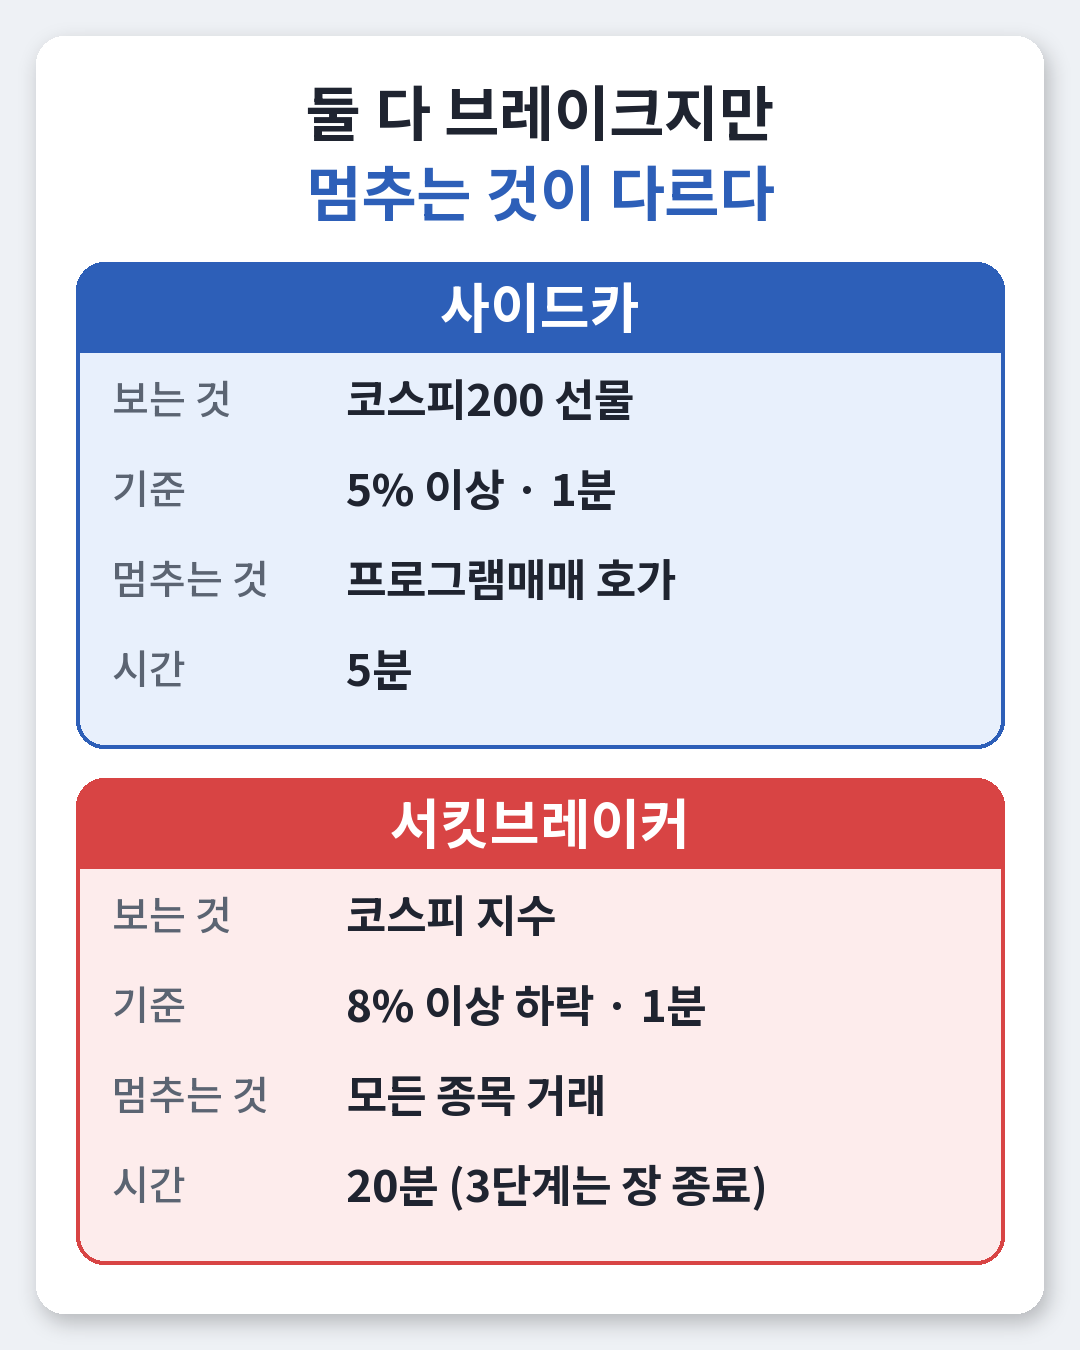 둘 다 브레이크지만
멈추는 것이 다르다
사이드카
보는 것 코스피200 선물
기준 5% 이상 · 1분
멈추는 것 프로그램매매 호가
시간 5분
서킷브레이커
보는 것 코스피 지수
기준 8% 이상 하락 · 1분
멈추는 것 모든 종목 거래
시간 20분 (3단계는 장 종료)